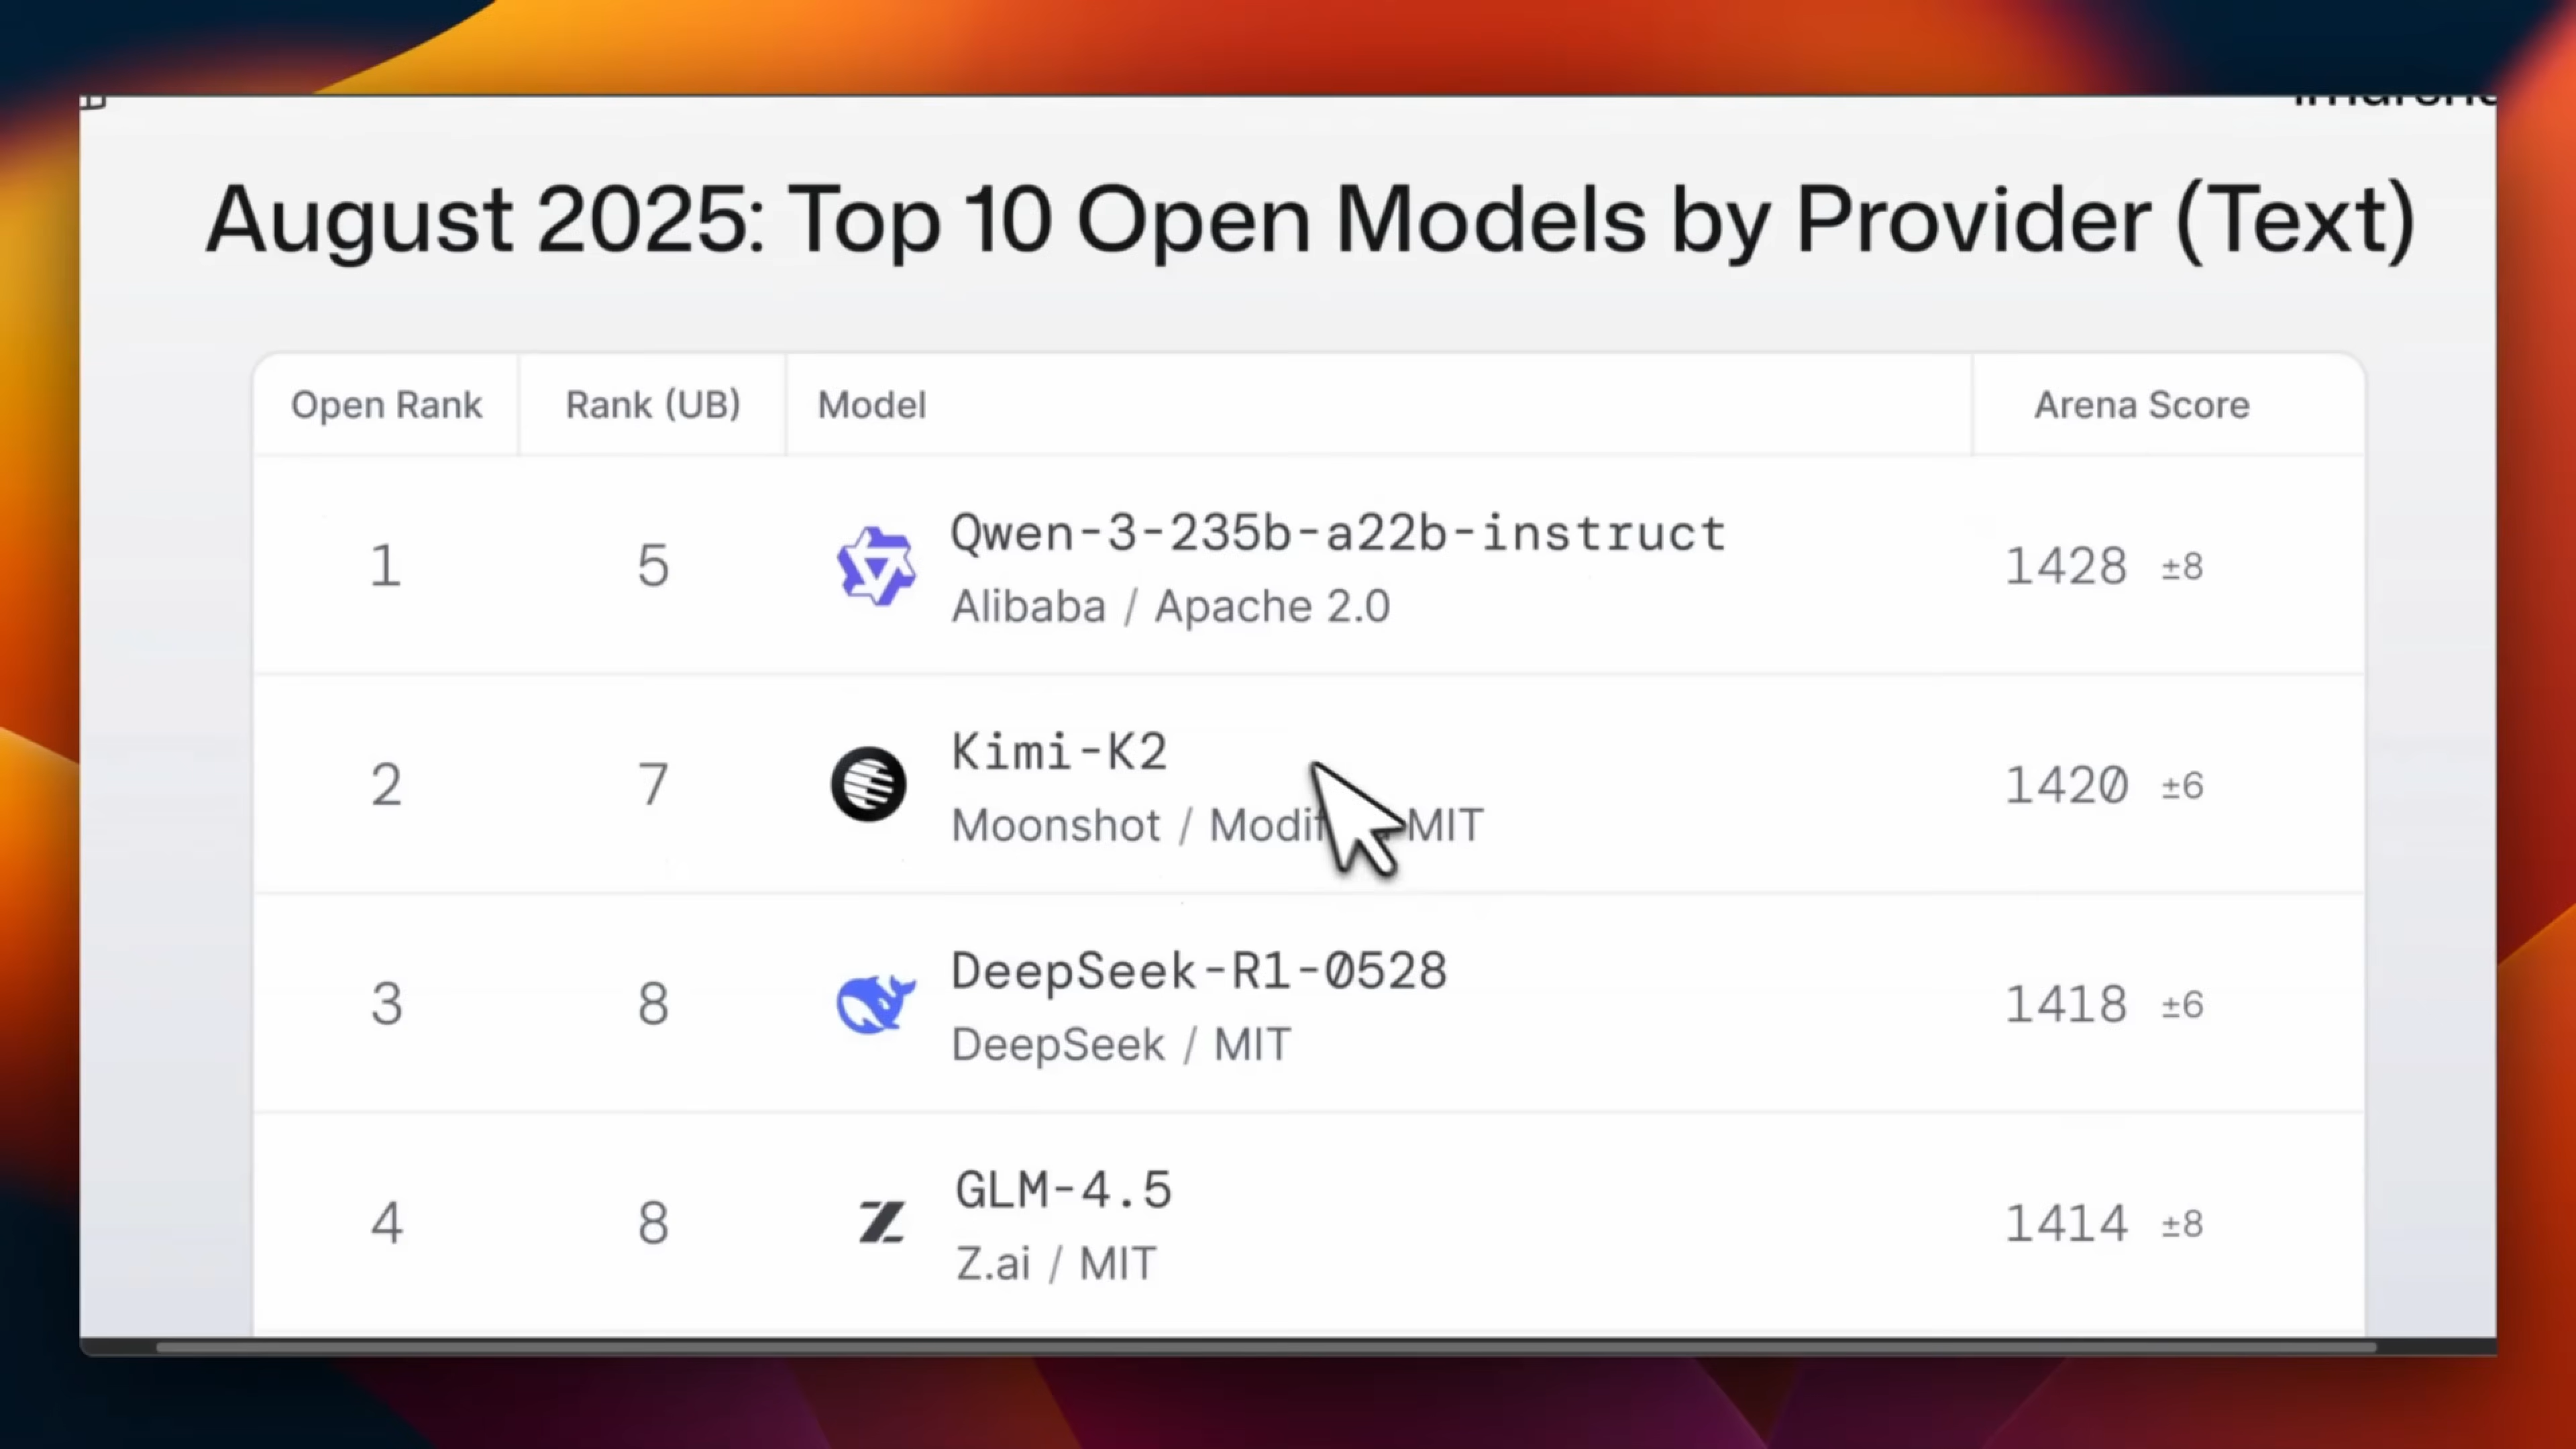 August 2025: Top 10 Open Models by Provider (Text)
Open Rank Rank (UB) Model Arena Score
1 5 Qwen-3-235b-a22b-instruct 1428 ±8
Alibaba / Apache 2.0
2 7 Kimi-K2 1420 ±6
Moonshot / MIT
3 8 DeepSeek-R1-0528 1418 ±6
DeepSeek / MIT
4 8 GLM-4.5 1414 ±8
Z.ai / MIT